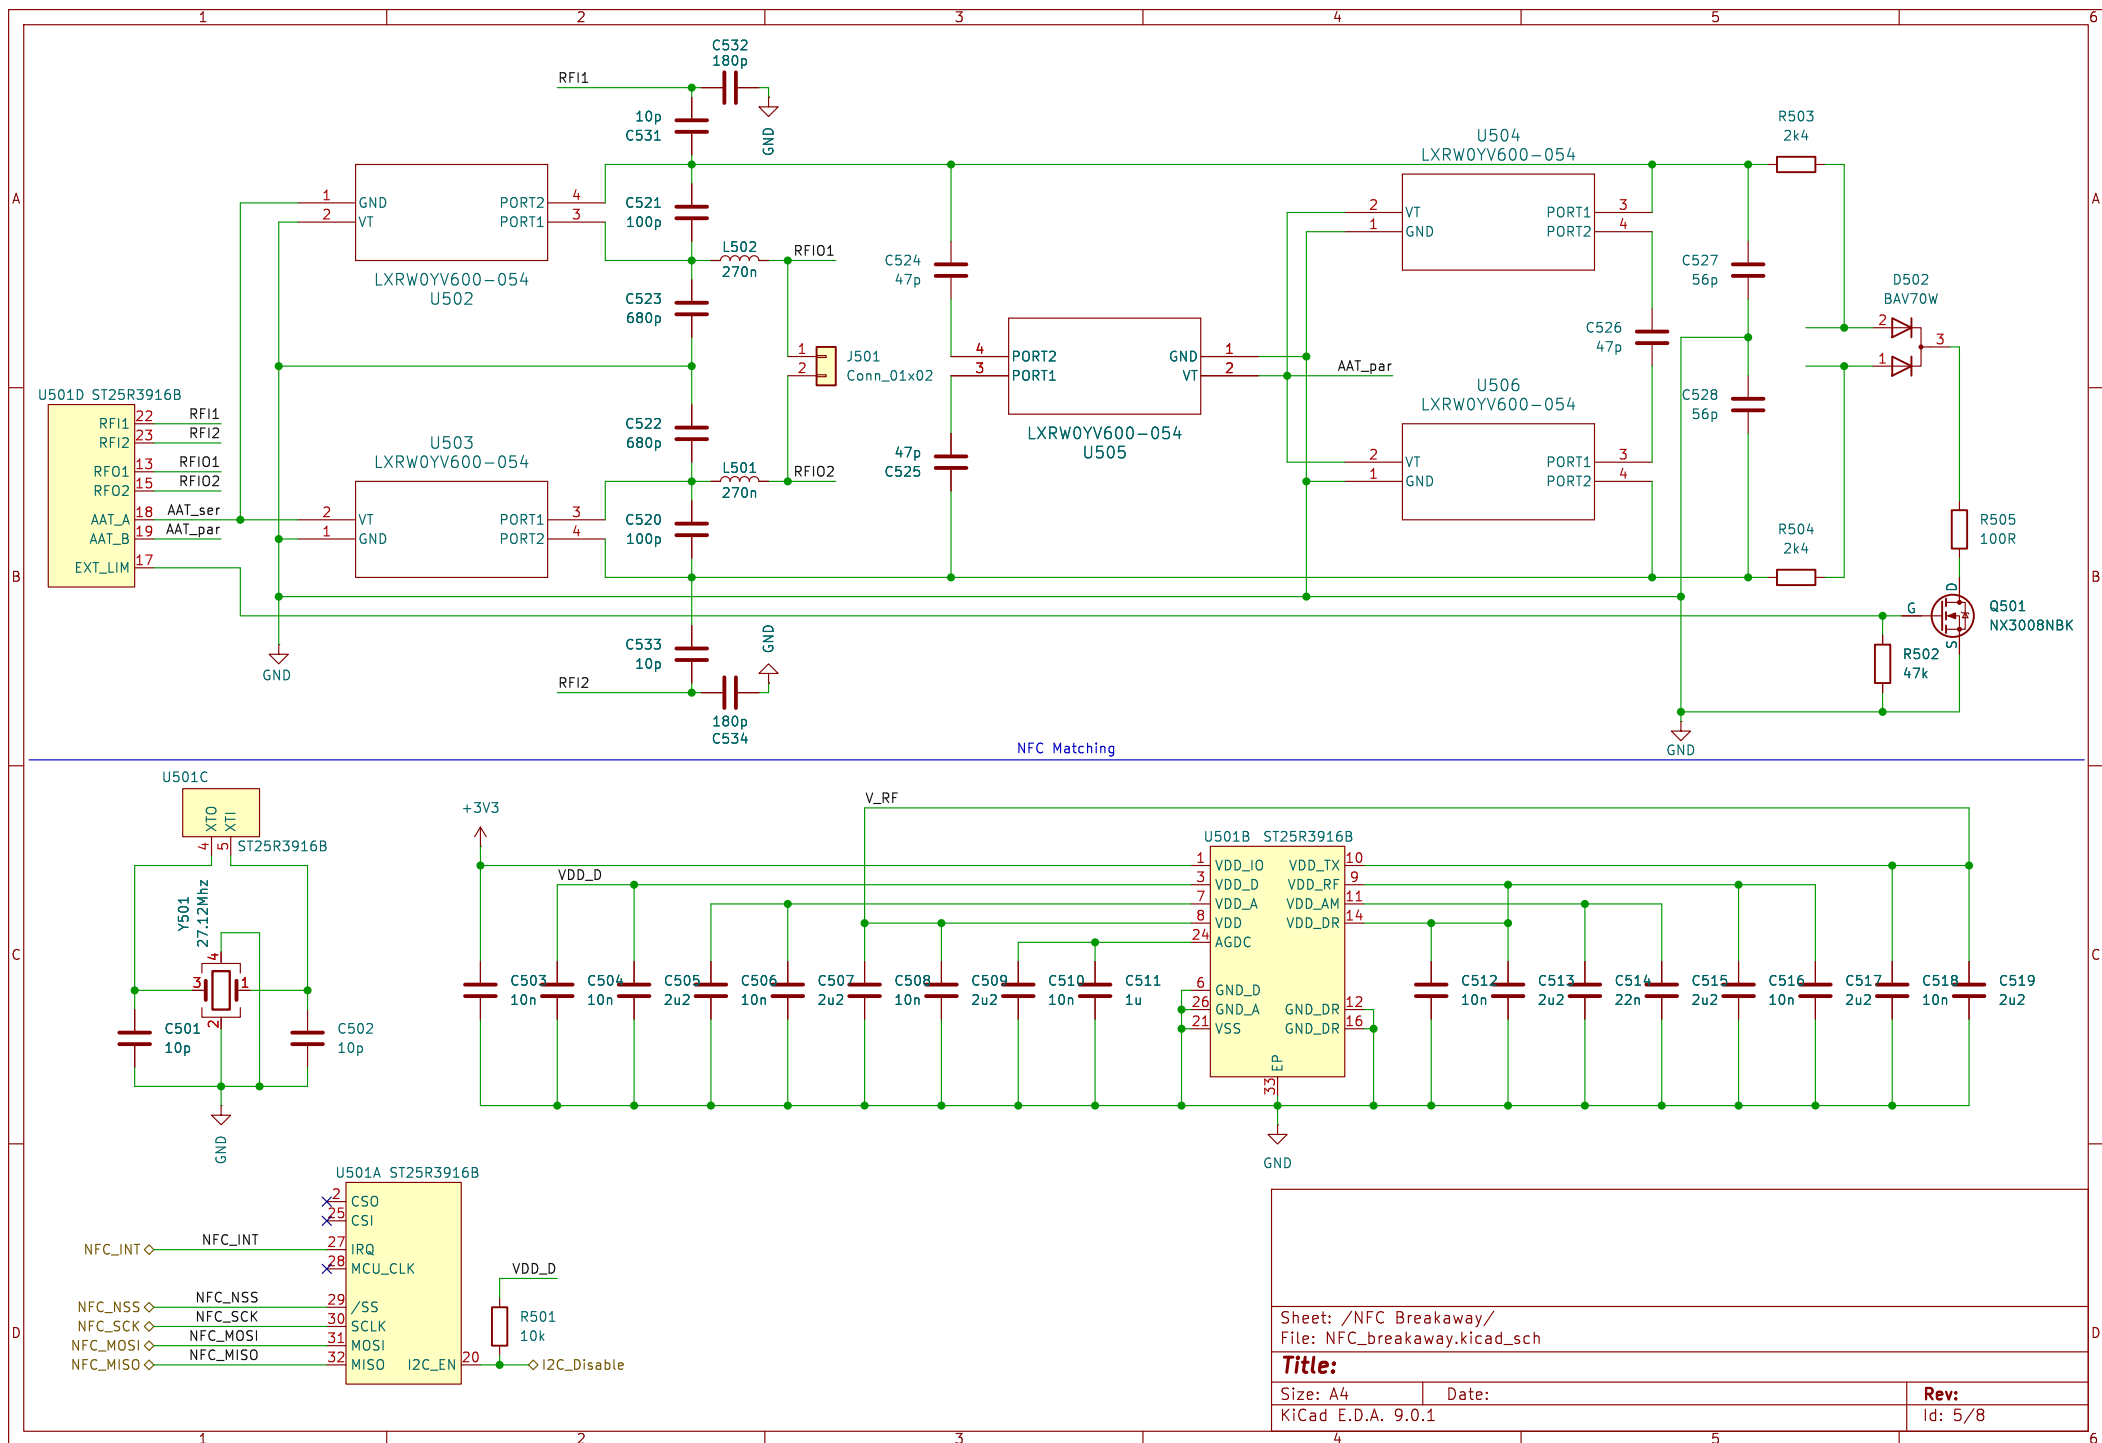 1 2 3 4 5 6
A
B
C
D
A
B
C
D
1 2 3 4 5 6
C532
180p
RFI1
10p
C531
GND
U502
LXRW0YV600-054
1 GND
2 VT
PORT2 4
PORT1 3
C521
100p
L502
270n
RFIO1
C523
680p
1
2
J501
Conn_01x02
C522
680p
L501
270n
RFIO2
U503
LXRW0YV600-054
2 VT
1 GND
PORT1 3
PORT2 4
C520
100p
C533
10p
GND
RFI2
180p
C534
GND
U501D ST25R3916B
RFI1 22 RFI1
RFI2 23 RFI2
RFO1 13 RFIO1
RFO2 15 RFIO2
AAT_A 18 AAT_ser
AAT_B 19 AAT_par
EXT_LIM 17
C524
47p
47p
C525
4 PORT2
3 PORT1
GND 1
VT 2
LXRW0YV600-054
U505
AAT_par
U504
LXRW0YV600-054
2 VT
1 GND
PORT1 3
PORT2 4
U506
LXRW0YV600-054
2 VT
1 GND
PORT1 3
PORT2 4
C526
47p
C527
56p
C528
56p
R503
2k4
R504
2k4
D502
BAV70W
2
1
3
R505
100R
G
D
S
Q501
NX3008NBK
R502
47k
GND
NFC Matching
U501C
XTO
XTI
4 5
ST25R3916B
Y501
27.12Mhz
4
3 1
2
C501
10p
C502
10p
GND
+3V3
VDD_D
V_RF
U501B ST25R3916B
1 VDD_IO
3 VDD_D
7 VDD_A
8 VDD
24 AGDC
6 GND_D
26 GND_A
21 VSS
VDD_TX 10
VDD_RF 9
VDD_AM 11
VDD_DR 14
GND_DR 12
GND_DR 16
EP
33
GND
C503
10n
C504
10n
C505
2u2
C506
10n
C507
2u2
C508
10n
C509
2u2
C510
10n
C511
1u
C512
10n
C513
2u2
C514
22n
C515
2u2
C516
10n
C517
2u2
C518
10n
C519
2u2
U501A ST25R3916B
2 CSO
25 CSI
NFC_INT NFC_INT 27 IRQ
28 MCU_CLK
NFC_NSS NFC_NSS 29 /SS
NFC_SCK NFC_SCK 30 SCLK
NFC_MOSI NFC_MOSI 31 MOSI
NFC_MISO NFC_MISO 32 MISO
I2C_EN 20
I2C_Disable
VDD_D
R501
10k
Sheet: /NFC Breakaway/
File: NFC_breakaway.kicad_sch
Title:
Size: A4 Date: Rev:
KiCad E.D.A. 9.0.1 Id: 5/8